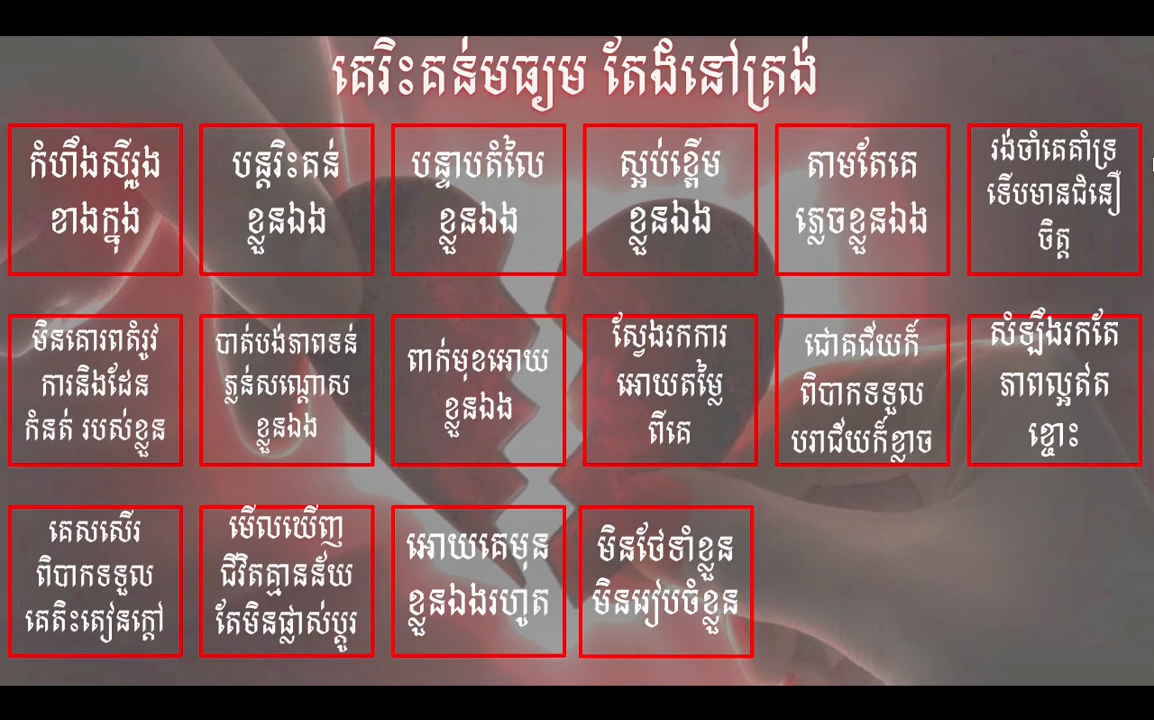 គេរិះគន់មធ្យម តែងំនៅត្រង់
កំហឹងស៊ីរូង
ខាងក្នុង
បន្តរិះគន់
ខ្លួនឯង
បន្ទាបតំលៃ
ខ្លួនឯង
ស្អប់ខ្ពើម
ខ្លួនឯង
តាមតែគេ
ភ្លេចខ្លួនឯង
រង់ចាំគេគាំទ្រ
ទើបមានជំនឿ
ចិត្ត
មិនគោរពតំរូវ
ការនិងដែន
កំនត់ របស់ខ្លួន
បាត់បង់ភាពទន់
ភ្លន់សណ្តោស
ខ្លួនឯង
ពាក់មុខអោយ
ខ្លួនឯង
ស្វែងរកការ
អោយតម្លៃ
ពីគេ
ជោគជ័យក៏
ពិបាកទទួល
បរាជ័យក៏ខ្លាច
សំឡឹងរកតែ
ភាពល្អឥត
ខ្ចោះ
គេសសើរ
ពិបាកទទួល
គេតិះតៀនក្តៅ
មើលឃើញ
ជីវិតគ្មានន័យ
តែមិនផ្លាស់ប្តូរ
អោយគេមុន
ខ្លួនឯងរហូត
មិនថែទាំខ្លួន
មិនរៀបចំខ្លួន